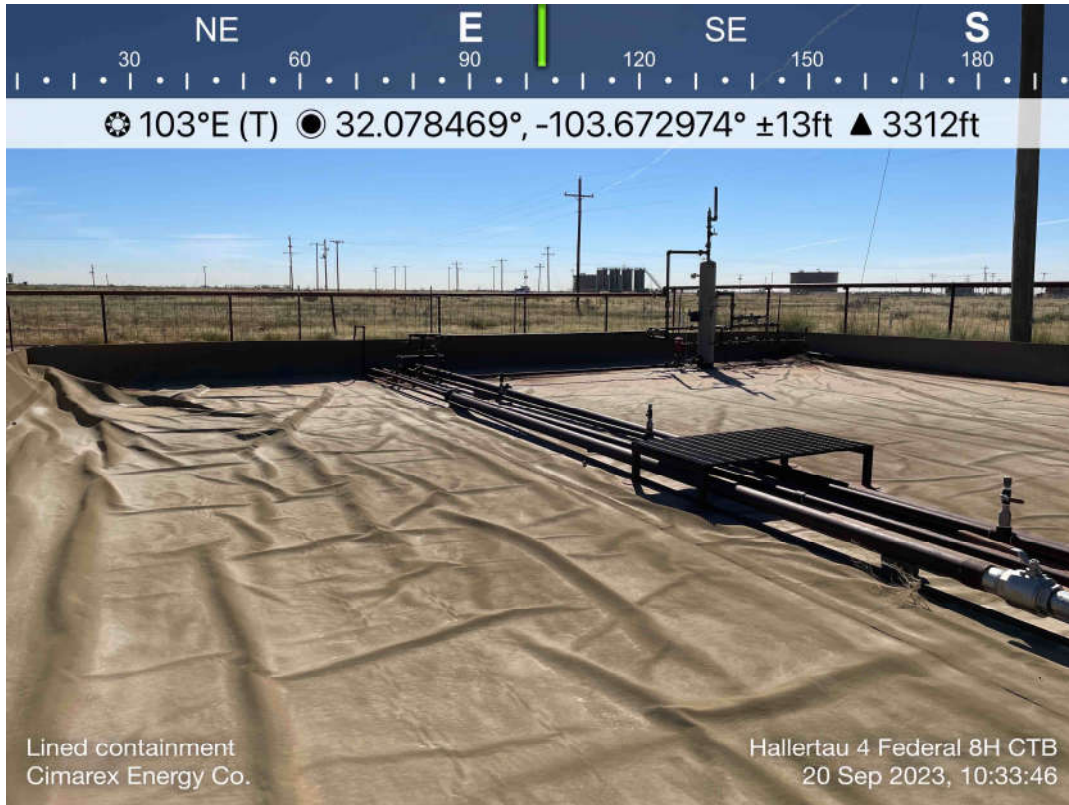 NE E SE S
30 60 90 120 150 180
103°E (T) 32.078469°, -103.672974° ±13ft ▲ 3312ft
Lined containment
Cimarex Energy Co.
Hallertau 4 Federal 8H CTB
20 Sep 2023, 10:33:46